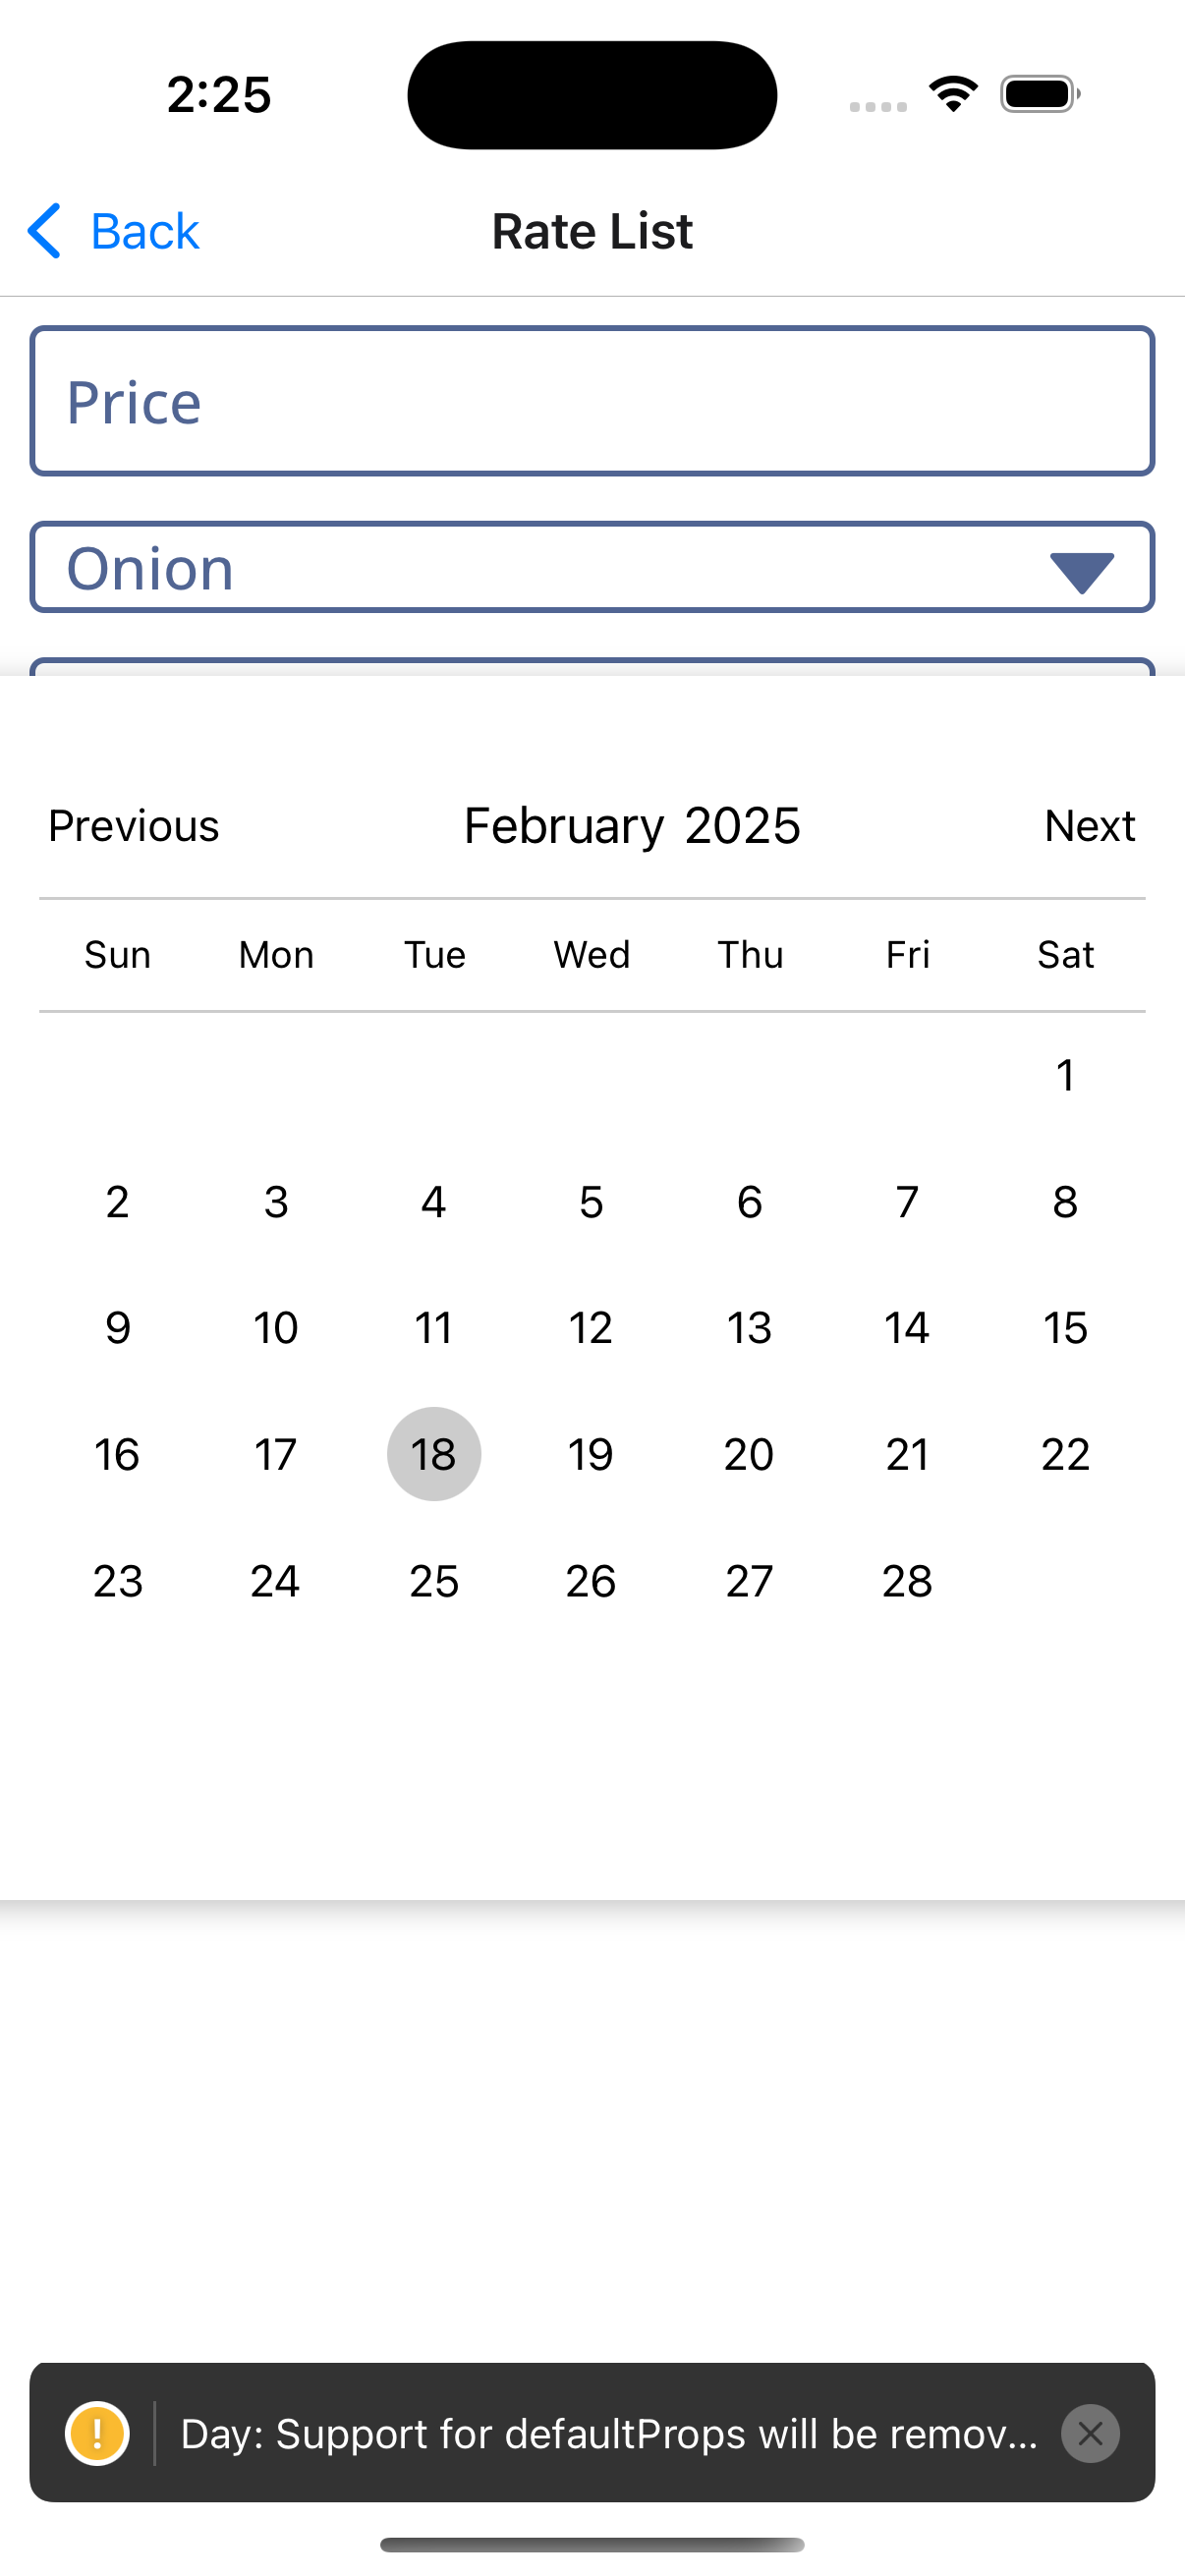 2:25
Back Rate List
Price
Onion
Previous February 2025 Next
Sun Mon Tue Wed Thu Fri Sat
1
2 3 4 5 6 7 8
9 10 11 12 13 14 15
16 17 18 19 20 21 22
23 24 25 26 27 28
! Day: Support for defaultProps will be remov...